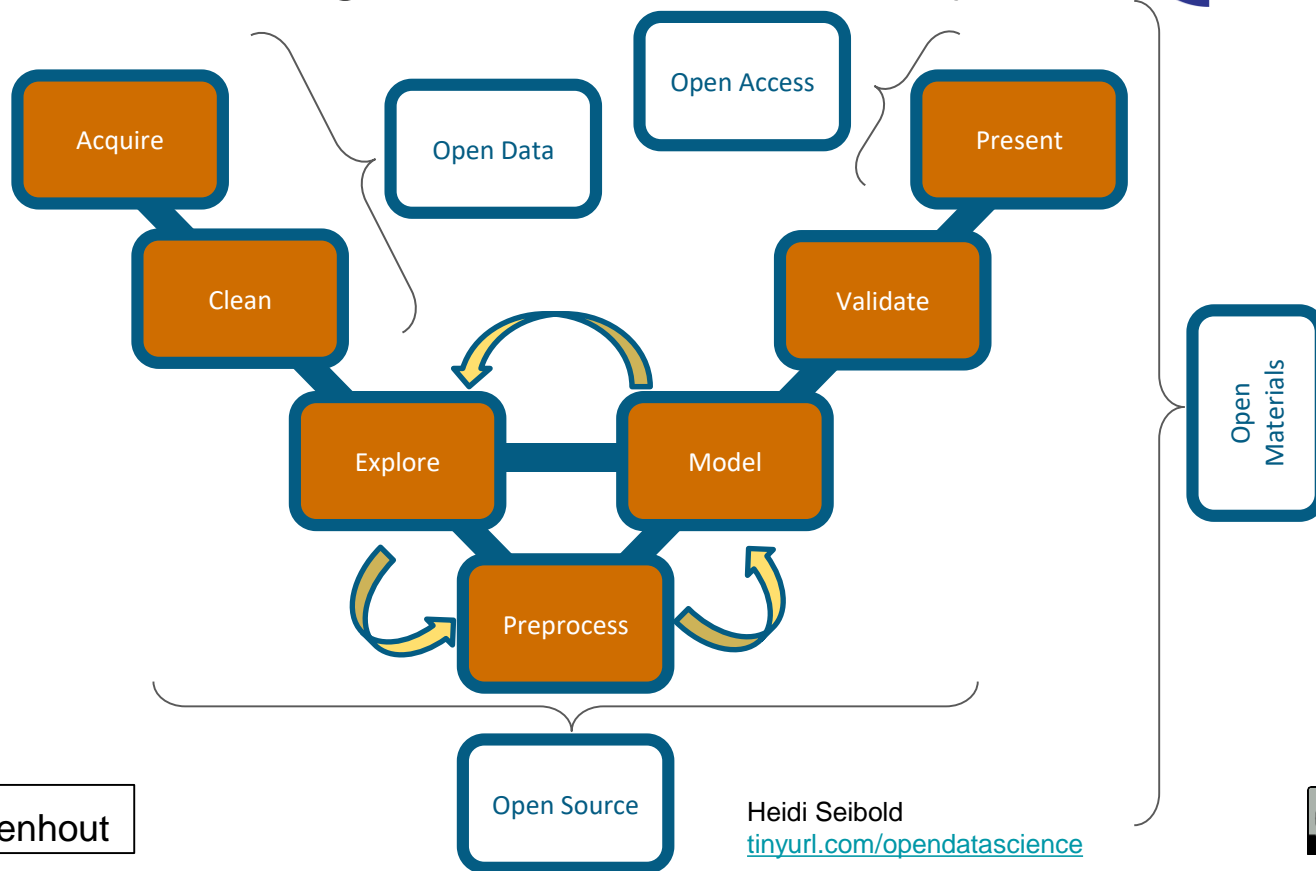 Open Access
Acquire
Present
Open Data
Clean
Validate
Open
Materials
Explore
Model
Preprocess
Open Source
enhout
Heidi Seibold
tinyurl.com/opendatascience